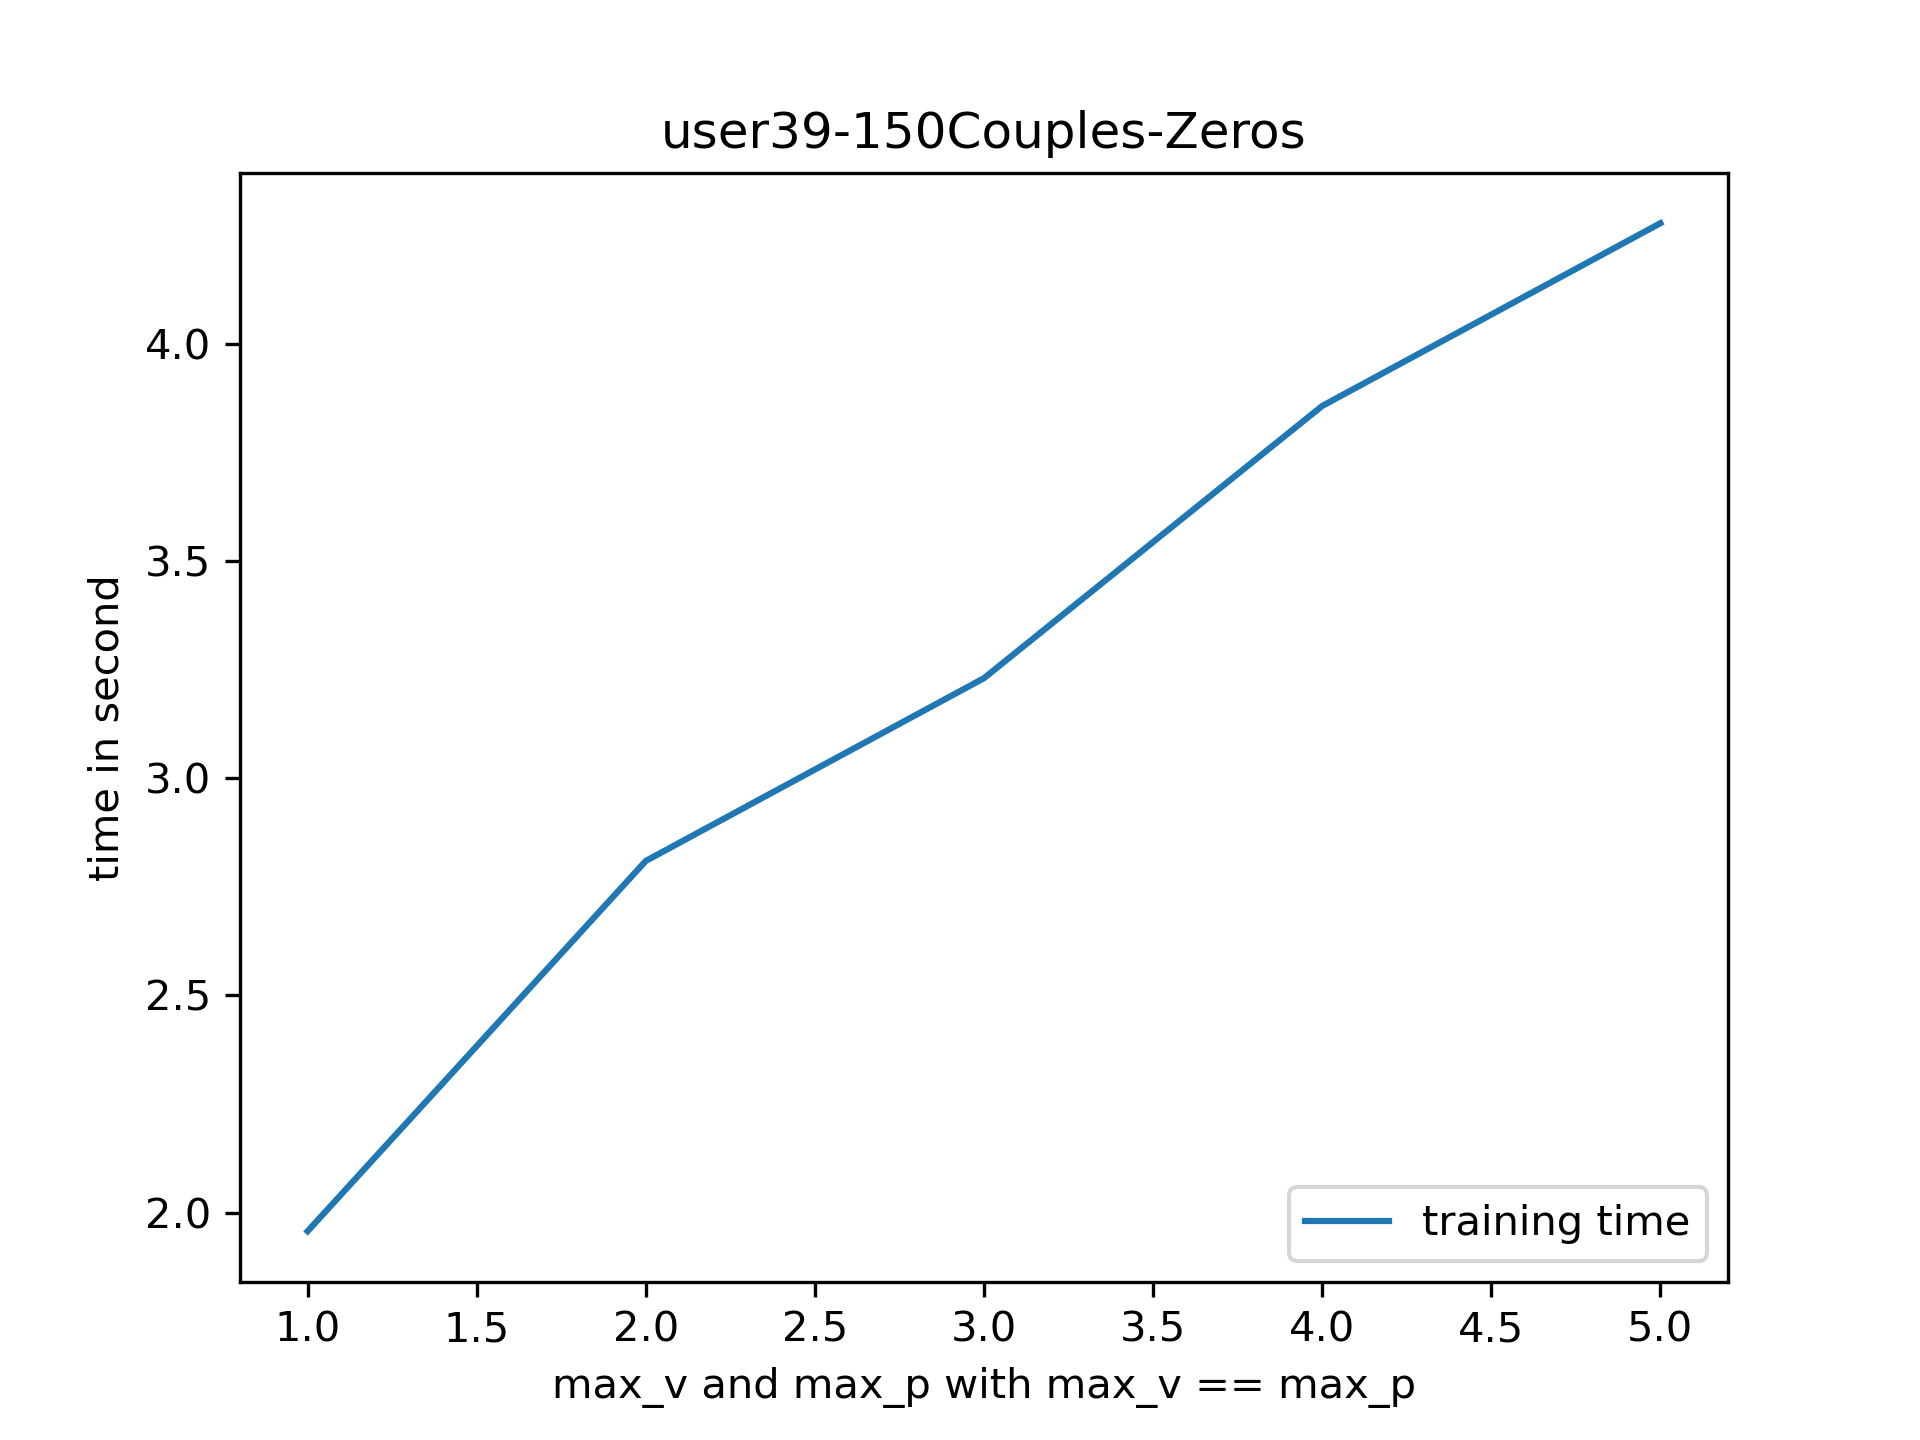 user39-150Couples-Zeros
time in second
4.0
3.5
3.0
2.5
2.0
training time
1.0 1.5 2.0 2.5 3.0 3.5 4.0 4.5 5.0
max_v and max_p with max_v == max_p